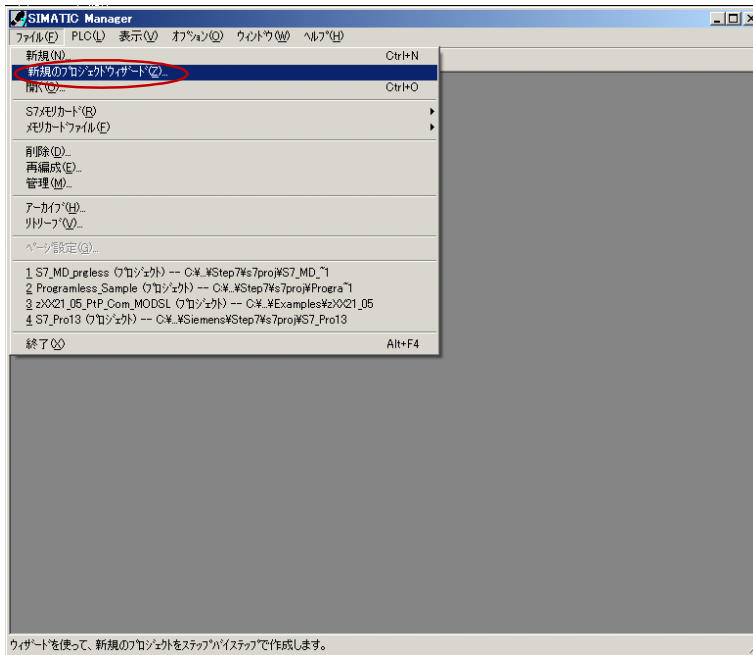 SIMATIC Manager
ファイル(F) PLC(L) 表示(V) オプション(O) ウィンドウ(W) ヘルプ(H)
新規(N)... Ctrl+N
新規のプロジェクトウィザード(Z)...
開く(O)... Ctrl+O
S7メモリカード(R)
メモリカードファイル(E)
削除(D)...
再編成(E)...
管理(M)...
アーカイブ(H)...
リトリーブ(V)...
ページ設定(G)...
1 S7_MD_prgless (プロジェクト) -- C:¥...¥Step7¥s7proj¥S7_MD_~1
2 Programless_Sample (プロジェクト) -- C:¥...¥Step7¥s7proj¥Progra~1
3 zXX21_05_PtP_Com_MODSL (プロジェクト) -- C:¥...¥Examples¥zXX21_05
4 S7_Pro13 (プロジェクト) -- C:¥...¥Siemens¥Step7¥s7proj¥S7_Pro13
終了(X) Alt+F4
ウィザードを使って、新規のプロジェクトをステップバイステップで作成します。